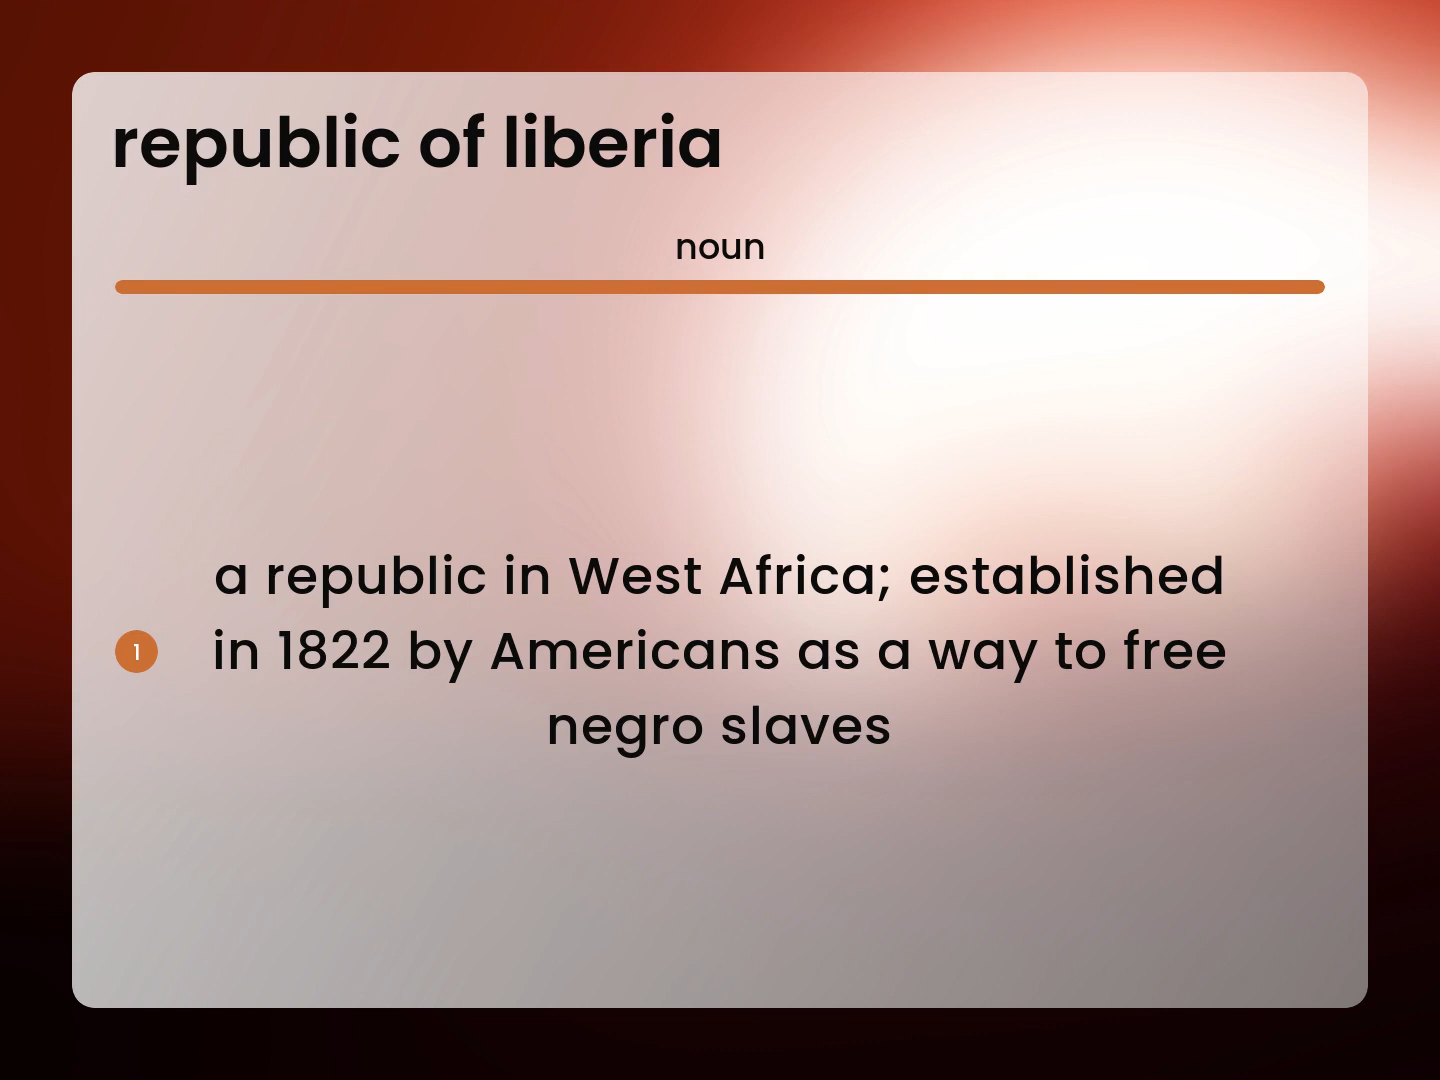 republic of liberia
noun
1
a republic in West Africa; established
in 1822 by Americans as a way to free
negro slaves